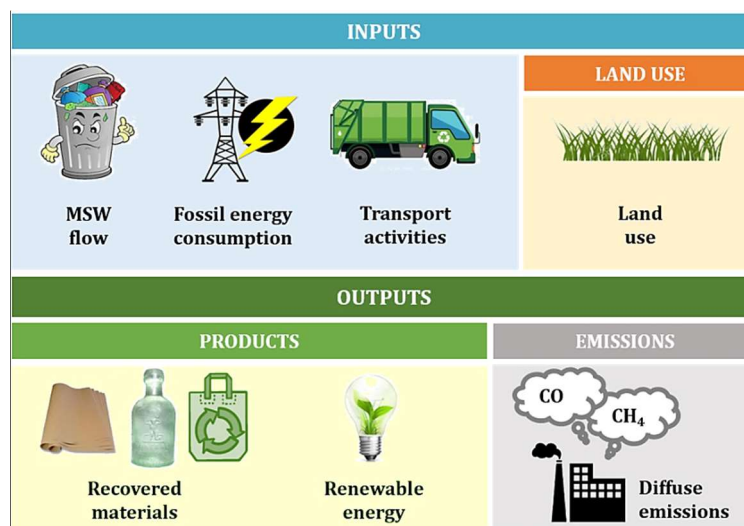 INPUTS
LAND USE
MSW
flow
Fossil energy
consumption
Transport
activities
Land
use
OUTPUTS
PRODUCTS
EMISSIONS
CO
CH₄
Recovered
materials
Renewable
energy
Diffuse
emissions